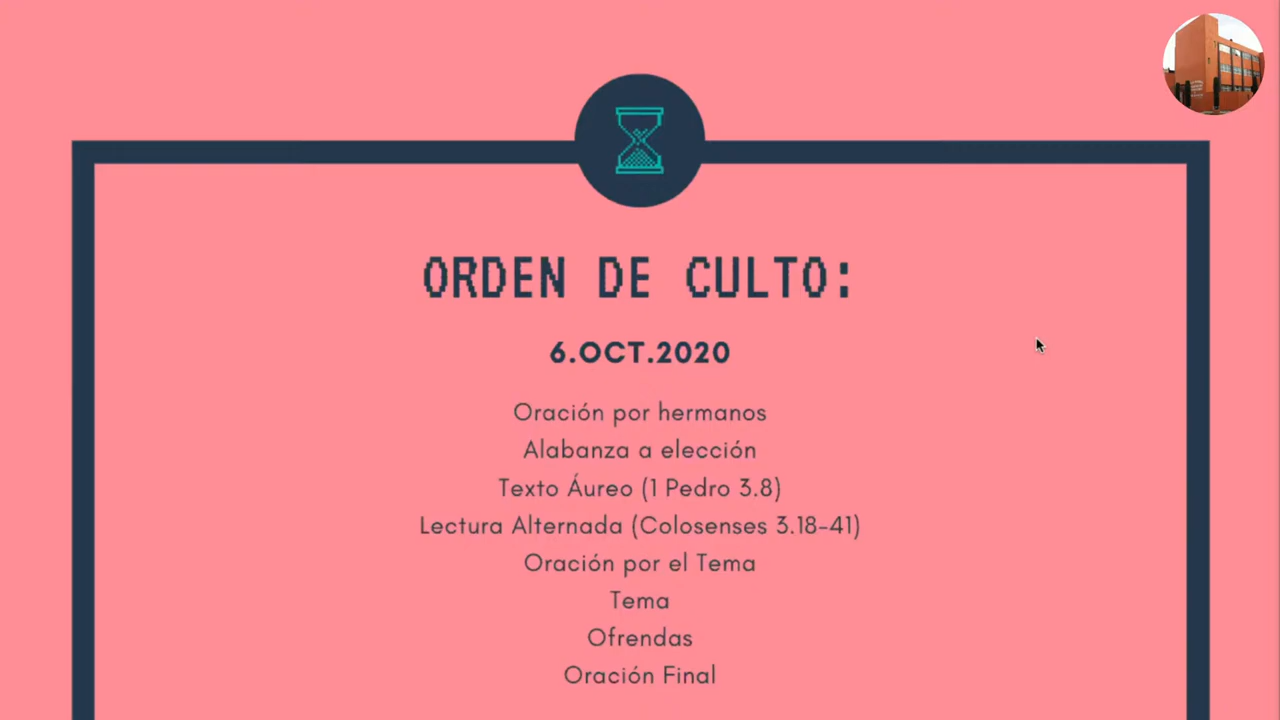 ORDEN DE CULTO:
6.OCT.2020
Oración por hermanos
Alabanza a elección
Texto Áureo (1 Pedro 3.8)
Lectura Alternada (Colosenses 3.18-41)
Oración por el Tema
Tema
Ofrendas
Oración Final